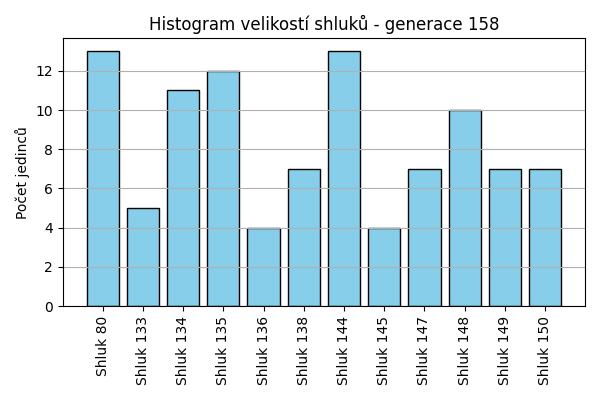 Histogram velikostí shluků - generace 158
Počet jedinců
12
10
8
6
4
2
0
Shluk 80
Shluk 133
Shluk 134
Shluk 135
Shluk 136
Shluk 138
Shluk 144
Shluk 145
Shluk 147
Shluk 148
Shluk 149
Shluk 150